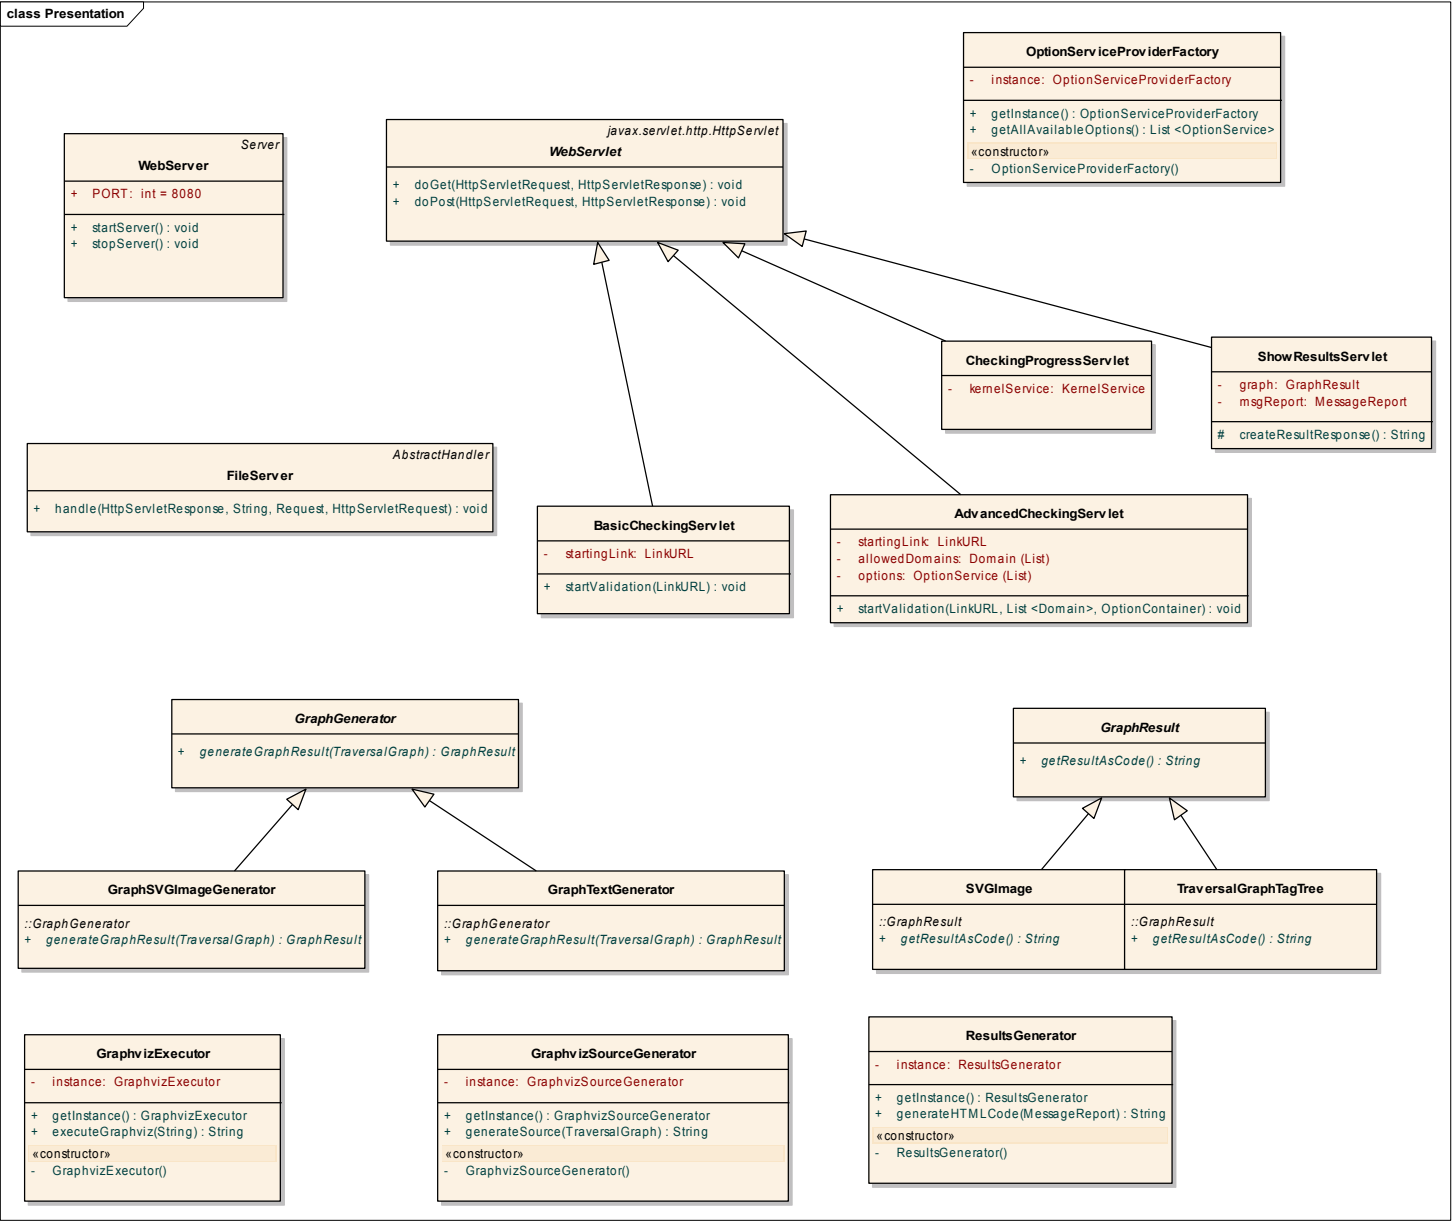 class Presentation
OptionServiceProviderFactory
- instance: OptionServiceProviderFactory
+ getInstance() : OptionServiceProviderFactory
+ getAllAvailableOptions() : List <OptionService>
«constructor»
- OptionServiceProviderFactory()
Server
WebServer
+ PORT: int = 8080
+ startServer() : void
+ stopServer() : void
javax.servlet.http.HttpServlet
WebServlet
+ doGet(HttpServletRequest, HttpServletResponse) : void
+ doPost(HttpServletRequest, HttpServletResponse) : void
CheckingProgressServlet
- kernelService: KernelService
ShowResultsServlet
- graph: GraphResult
- msgReport: MessageReport
# createResultResponse() : String
AbstractHandler
FileServer
+ handle(HttpServletResponse, String, Request, HttpServletRequest) : void
BasicCheckingServlet
- startingLink: LinkURL
+ startValidation(LinkURL) : void
AdvancedCheckingServlet
- startingLink: LinkURL
- allowedDomains: Domain (List)
- options: OptionService (List)
+ startValidation(LinkURL, List <Domain>, OptionContainer) : void
GraphGenerator
+ generateGraphResult(TraversalGraph) : GraphResult
GraphResult
+ getResultAsCode() : String
GraphSVGImageGenerator
::GraphGenerator
+ generateGraphResult(TraversalGraph) : GraphResult
GraphTextGenerator
::GraphGenerator
+ generateGraphResult(TraversalGraph) : GraphResult
SVGImage
::GraphResult
+ getResultAsCode() : String
TraversalGraphTagTree
::GraphResult
+ getResultAsCode() : String
GraphvizExecutor
- instance: GraphvizExecutor
+ getInstance() : GraphvizExecutor
+ executeGraphviz(String) : String
«constructor»
- GraphvizExecutor()
GraphvizSourceGenerator
- instance: GraphvizSourceGenerator
+ getInstance() : GraphvizSourceGenerator
+ generateSource(TraversalGraph) : String
«constructor»
- GraphvizSourceGenerator()
ResultsGenerator
- instance: ResultsGenerator
+ getInstance() : ResultsGenerator
+ generateHTMLCode(MessageReport) : String
«constructor»
- ResultsGenerator()